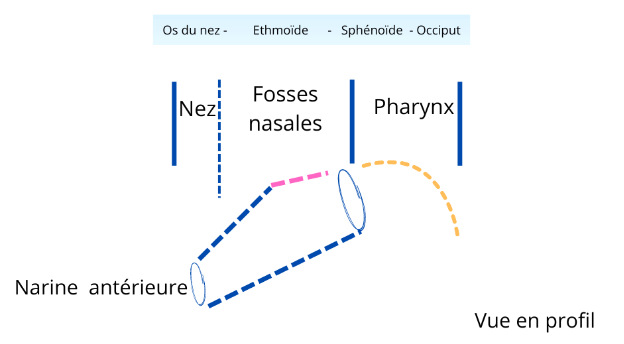 Os du nez - Ethmoïde - Sphénoïde - Occiput
Nez
Fosses
nasales
Pharynx
Narine antérieure
Vue en profil